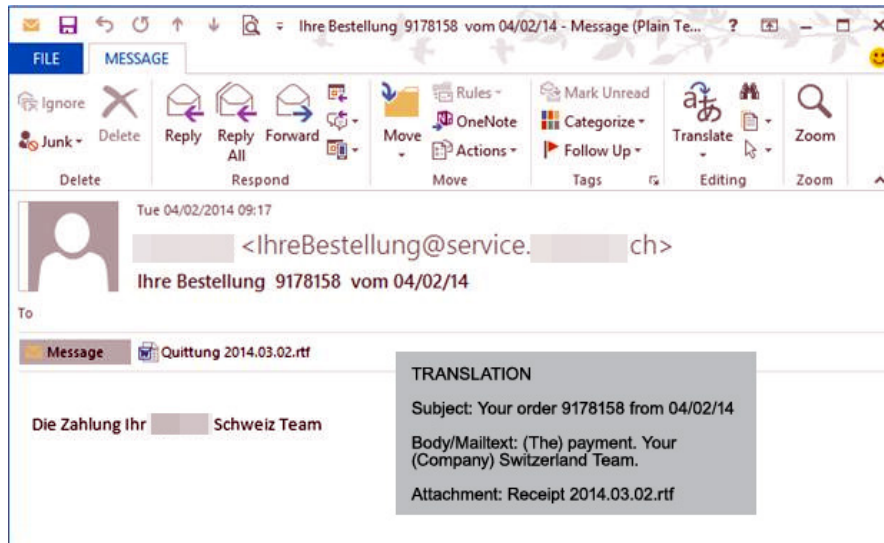 Ihre Bestellung 9178158 vom 04/02/14 - Message (Plain Te... ?
FILE MESSAGE
Ignore
Junk
Delete
Reply
Reply All
Forward
Move
Rules
OneNote
Actions
Mark Unread
Categorize
Follow Up
Translate
Zoom
Delete Respond Move Tags Editing Zoom
Tue 04/02/2014 09:17
<IhreBestellung@service. ch>
Ihre Bestellung 9178158 vom 04/02/14
To
Message Quittung 2014.03.02.rtf
Die Zahlung Ihr Schweiz Team
TRANSLATION
Subject: Your order 9178158 from 04/02/14
Body/Mailtext: (The) payment. Your
(Company) Switzerland Team.
Attachment: Receipt 2014.03.02.rtf